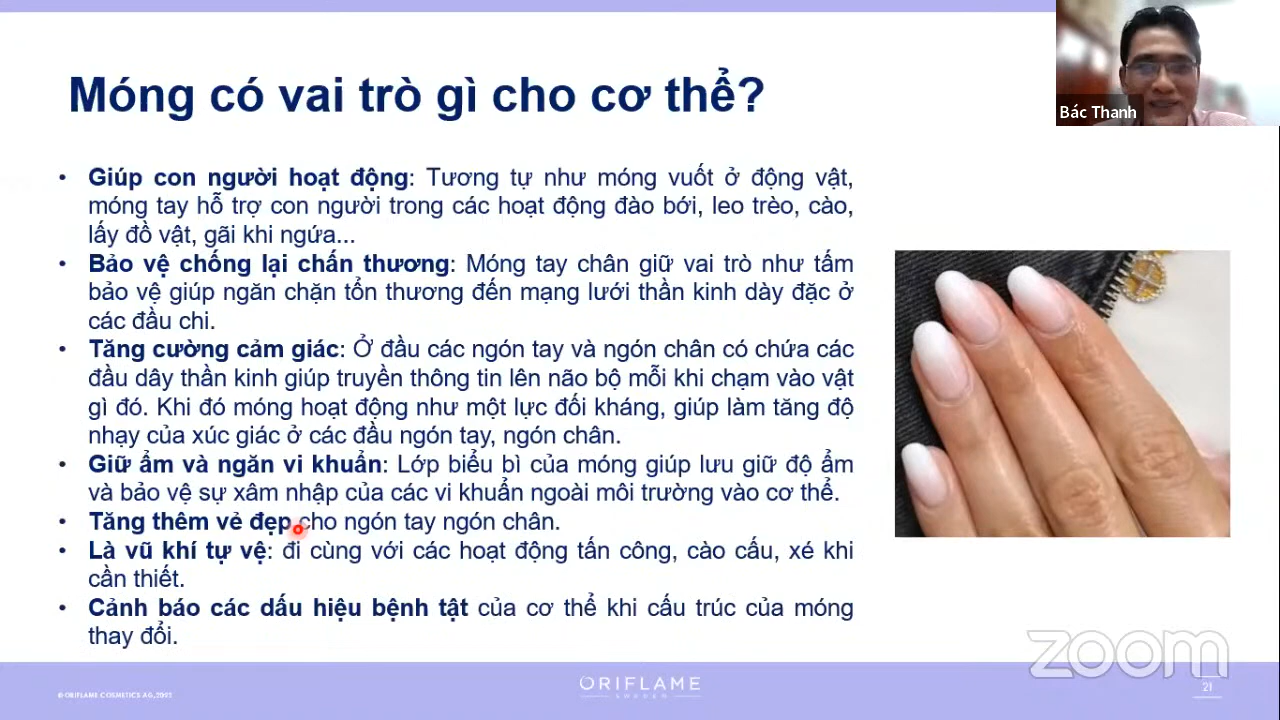 Móng có vai trò gì cho cơ thể?
Bác Thanh
• Giúp con người hoạt động: Tương tự như móng vuốt ở động vật,
móng tay hỗ trợ con người trong các hoạt động đào bới, leo trèo, cào,
lấy đồ vật, gãi khi ngứa...
• Bảo vệ chống lại chấn thương: Móng tay chân giữ vai trò như tấm
bảo vệ giúp ngăn chặn tổn thương đến mạng lưới thần kinh dày đặc ở
các đầu chi.
• Tăng cường cảm giác: Ở đầu các ngón tay và ngón chân có chứa các
đầu dây thần kinh giúp truyền thông tin lên não bộ mỗi khi chạm vào vật
gì đó. Khi đó móng hoạt động như một lực đối kháng, giúp làm tăng độ
nhạy của xúc giác ở các đầu ngón tay, ngón chân.
• Giữ ẩm và ngăn vi khuẩn: Lớp biểu bì của móng giúp lưu giữ độ ẩm
và bảo vệ sự xâm nhập của các vi khuẩn ngoài môi trường vào cơ thể.
• Tăng thêm vẻ đẹp cho ngón tay ngón chân.
• Là vũ khí tự vệ: đi cùng với các hoạt động tấn công, cào cấu, xé khi
cần thiết.
• Cảnh báo các dấu hiệu bệnh tật của cơ thể khi cấu trúc của móng
thay đổi.
zoom
© ORIFLAME COSMETICS AG,
ORIFLAME
SWEDEN
21